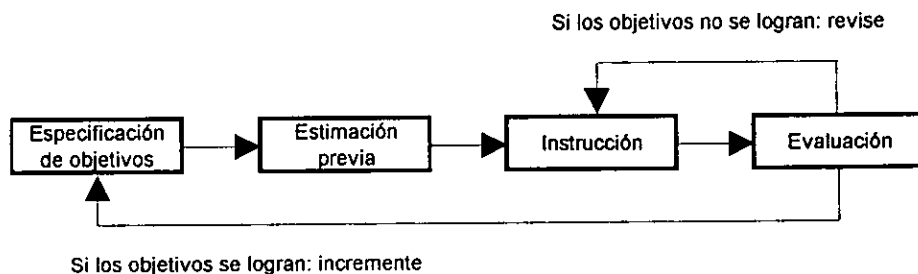 Si los objetivos no se logran: revise
Especificación
de objetivos
Estimación
previa
Instrucción
Evaluación
Si los objetivos se logran: incremente